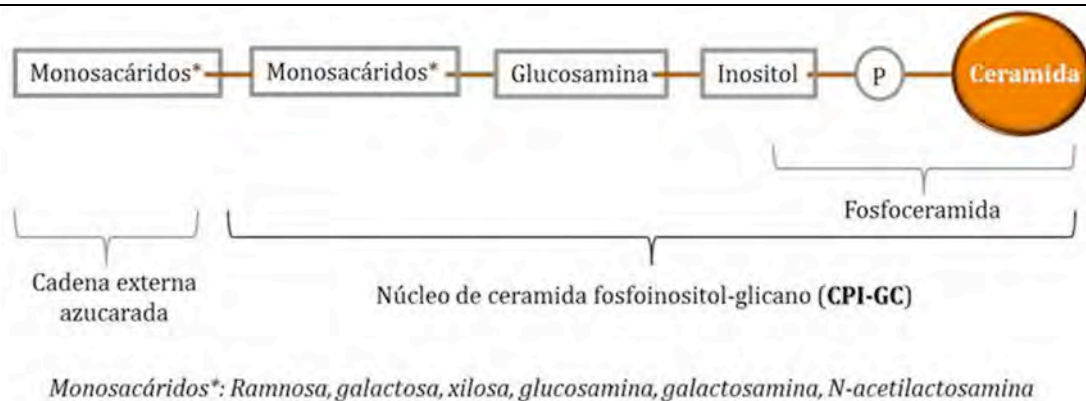 Monosacáridos*
Monosacáridos*
Glucosamina
Inositol
P
Ceramida
Fosfoceramida
Cadena externa
azucarada
Núcleo de ceramida fosfoinositol-glicano (CPI-GC)
Monosacáridos*: Ramnosa, galactosa, xilosa, glucosamina, galactosamina, N-acetilactosamina